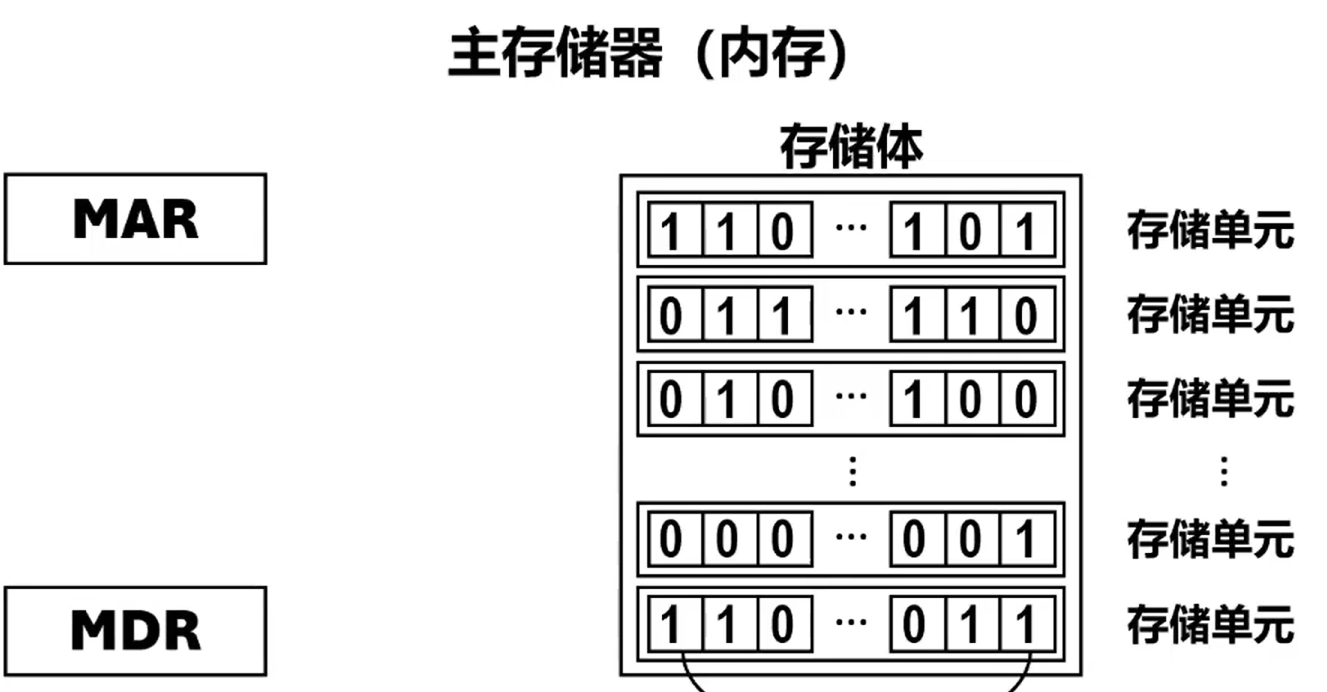 主存储器（内存）
存储体
MAR
1 1 0 … 1 0 1 存储单元
0 1 1 … 1 1 0 存储单元
0 1 0 … 1 0 0 存储单元
⋮ ⋮
0 0 0 … 0 0 1 存储单元
MDR
1 1 0 … 0 1 1 存储单元